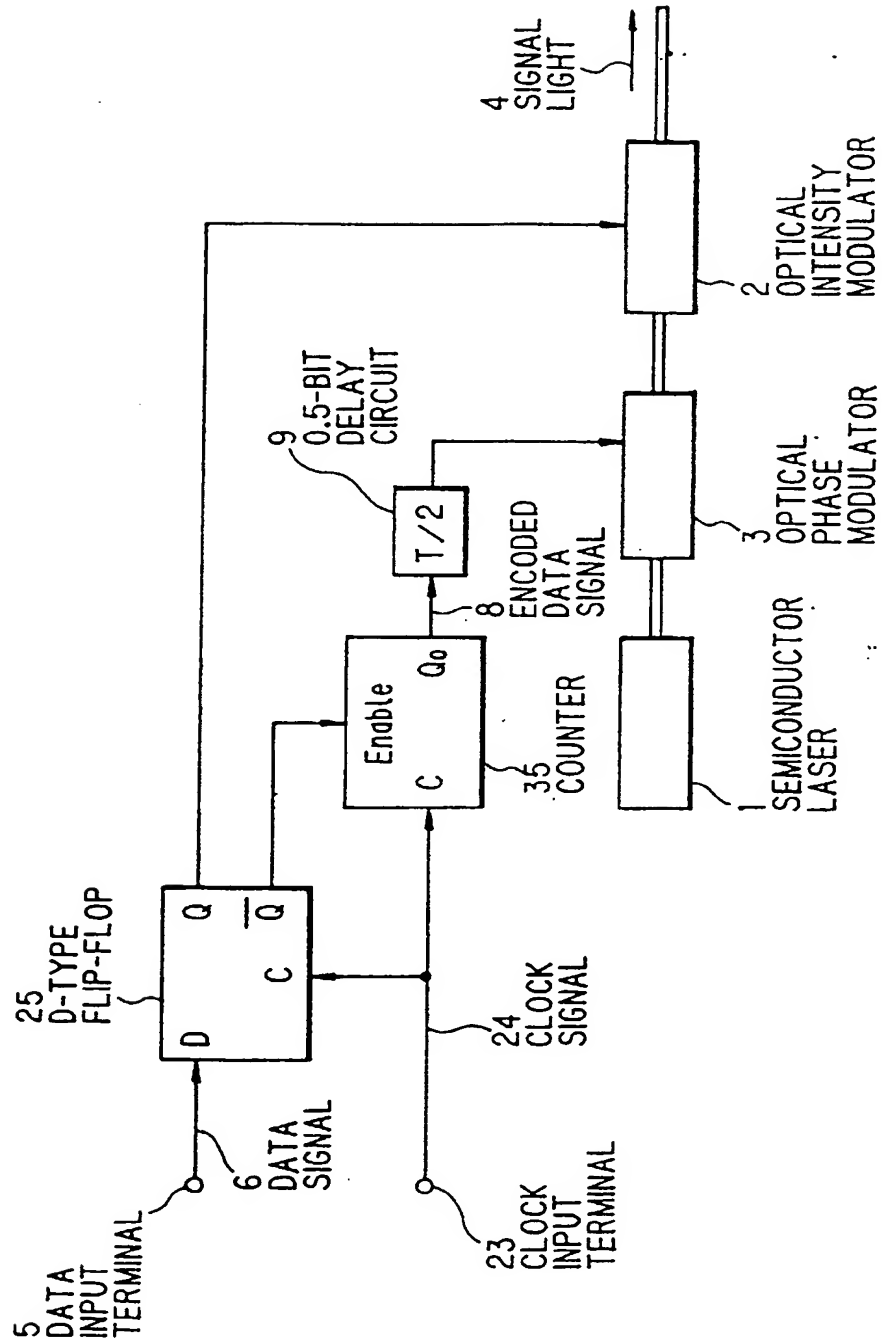 5
DATA
INPUT
TERMINAL
6
DATA
SIGNAL
25
D-TYPE
FLIP-FLOP
D
Q
Q
C
23
CLOCK
INPUT
TERMINAL
24
CLOCK
SIGNAL
Enable
C
Q0
35
COUNTER
8
ENCODED
DATA
SIGNAL
T/2
9
0.5-BIT
DELAY
CIRCUIT
1
SEMICONDUCTOR
LASER
3
OPTICAL
PHASE
MODULATOR
2
OPTICAL
INTENSITY
MODULATOR
4
SIGNAL
LIGHT